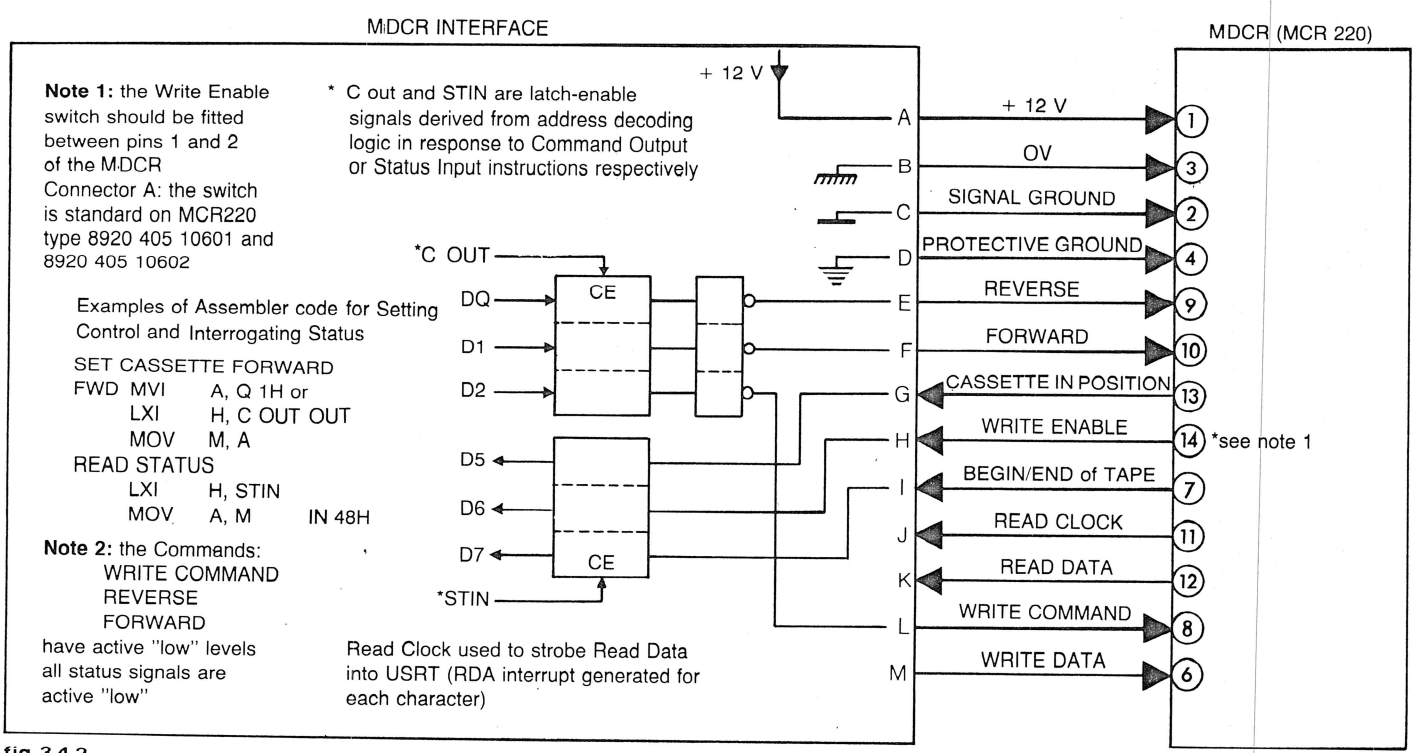 MiDCR INTERFACE
MDCR (MCR 220)
Note 1: the Write Enable
switch should be fitted
between pins 1 and 2
of the MiDCR
Connector A: the switch
is standard on MCR220
type 8920 405 10601 and
8920 405 10602
* C out and STIN are latch-enable
signals derived from address decoding
logic in response to Command Output
or Status Input instructions respectively
+ 12 V
Examples of Assembler code for Setting
Control and Interrogating Status
SET CASSETTE FORWARD
FWD MVI A, Q 1H or
LXI H, C OUT OUT
MOV M, A
READ STATUS
LXI H, STIN
MOV A, M IN 48H
Note 2: the Commands:
WRITE COMMAND
REVERSE
FORWARD
have active "low" levels
all status signals are
active "low"
*C OUT
CE
DQ
D1
D2
D5
D6
D7
CE
*STIN
Read Clock used to strobe Read Data
into USRT (RDA interrupt generated for
each character)
A + 12 V 1
B OV 3
C SIGNAL GROUND 2
D PROTECTIVE GROUND 4
E REVERSE 9
F FORWARD 10
G CASSETTE IN POSITION 13
H WRITE ENABLE 14 *see note 1
I BEGIN/END of TAPE 7
J READ CLOCK 11
K READ DATA 12
L WRITE COMMAND 8
M WRITE DATA 6